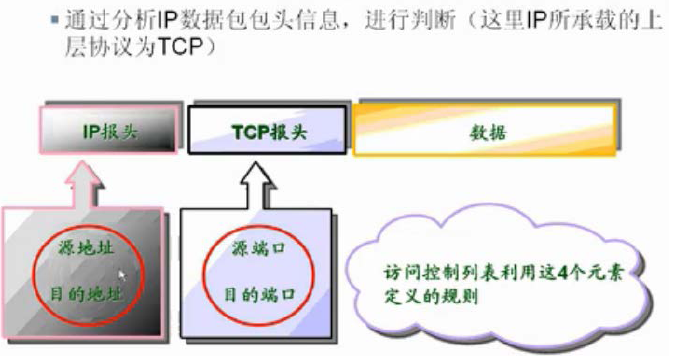 通过分析IP数据包包头信息，进行判断（这里IP所承载的上
层协议为TCP）
IP报头
TCP报头
数据
源地址
目的地址
源端口
目的端口
访问控制列表利用这4个元素
定义的规则